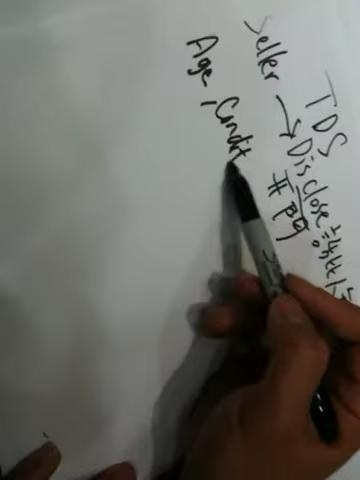 TDS
Seller → Disclose
# pg
Age, Condit